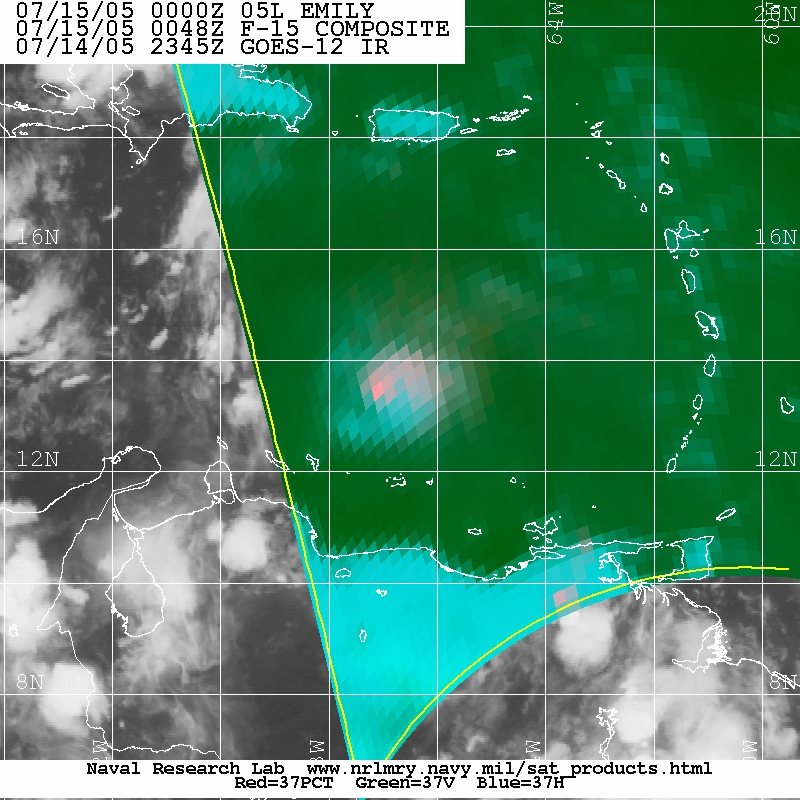 07/15/05 0000Z 05L EMILY
07/15/05 0048Z F-15 COMPOSITE
07/14/05 2345Z GOES-12 IR
20N
64W
16N 16N
12N 12N
8N 8N
Naval Research Lab www.nrlmry.navy.mil/sat_products.html
Red=37PCT Green=37V Blue=37H